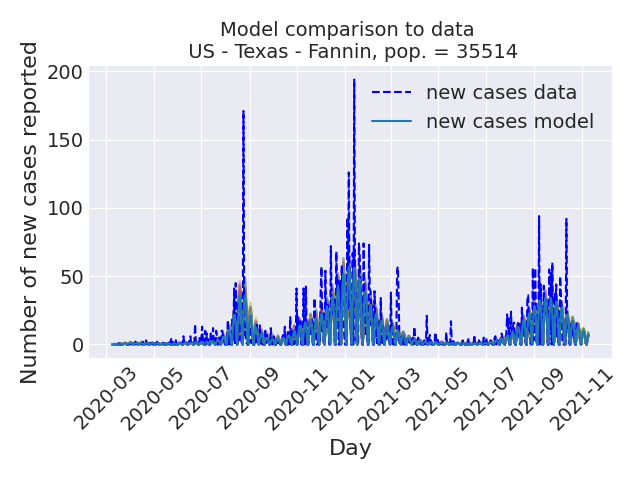 Model comparison to data
US - Texas - Fannin, pop. = 35514
Number of new cases reported
200
150
100
50
0
new cases data
new cases model
2020-03
2020-05
2020-07
2020-09
2020-11
2021-01
2021-03
2021-05
2021-07
2021-09
2021-11
Day